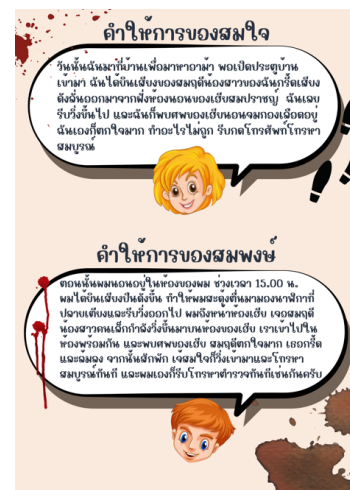 คำให้การของสมใจ
วันนั้นฉันมาที่บ้านเพื่อมาหาอาม่า พอเปิดประตูบ้าน
เข้ามา ฉันได้ยินเสียงของสมฤดีน้องสาวของฉันกรี๊ดเสียง
ดังลั่นออกมาจากฝั่งห้องนอนของเฮียสมปราชญ์ ฉันเลย
รีบวิ่งขึ้นไป และฉันก็พบศพของเฮียนอนจมกองเลือดอยู่
ฉันเองก็ตกใจมาก ทำอะไรไม่ถูก รีบกดโทรศัพท์โทรหา
สมบูรณ์
คำให้การของสมพงษ์
ตอนนั้นผมนอนอยู่ในห้องของผม ช่วงเวลา 15.00 น.
ผมได้ยินเสียงปืนดังขึ้น ทำให้ผมสะดุ้งตื่นมามองนาฬิกาที่
ปลายเตียงและรีบวิ่งออกไป ผมถึงหน้าห้องเฮีย เจอสมฤดี
น้องสาวคนเล็กกำลังวิ่งขึ้นมาบนห้องของเฮีย เราเข้าไปใน
ห้องพร้อมกัน และพบศพของเฮีย สมฤดีตกใจมาก เธอกรี๊ด
และล้มลง จากนั้นสักพัก เจ๊สมใจก็วิ่งเข้ามาและโทรหา
สมบูรณ์ทันที และผมเองก็รีบโทรหาตำรวจทันทีเช่นกันครับ